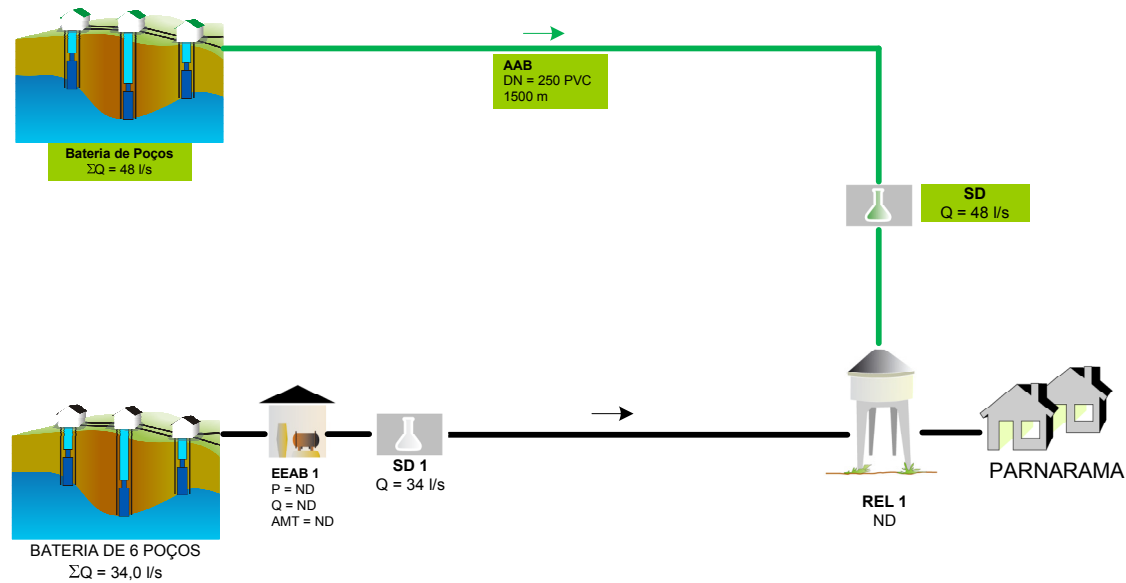 AAB
DN = 250 PVC
1500 m
Bateria de Poços
ΣQ = 48 l/s
SD
Q = 48 l/s
EEAB 1
P = ND
Q = ND
AMT = ND
SD 1
Q = 34 l/s
REL 1
ND
PARNARAMA
BATERIA DE 6 POÇOS
ΣQ = 34,0 l/s